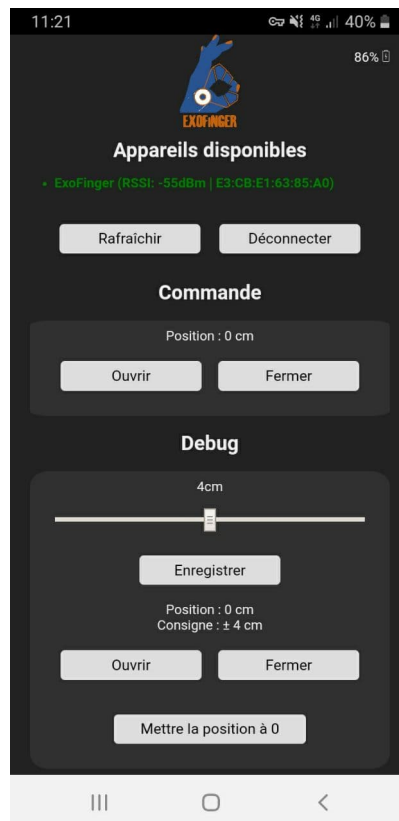 11:21 4G 40%
86%
EXOFINGER
Appareils disponibles
• ExoFinger (RSSI: -55dBm | E3:CB:E1:63:85:A0)
Rafraîchir Déconnecter
Commande
Position : 0 cm
Ouvrir Fermer
Debug
4cm
Enregistrer
Position : 0 cm
Consigne : ± 4 cm
Ouvrir Fermer
Mettre la position à 0